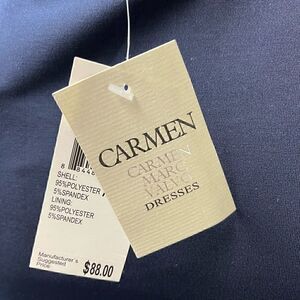 CARMEN
CARMEN
MARC
VALVO
DRESSES
SHELL:
95%POLYESTER
5%SPANDEX
LINING:
95%POLYESTER
5%SPANDEX
Manufacturer's
Suggested
Price
$88.00